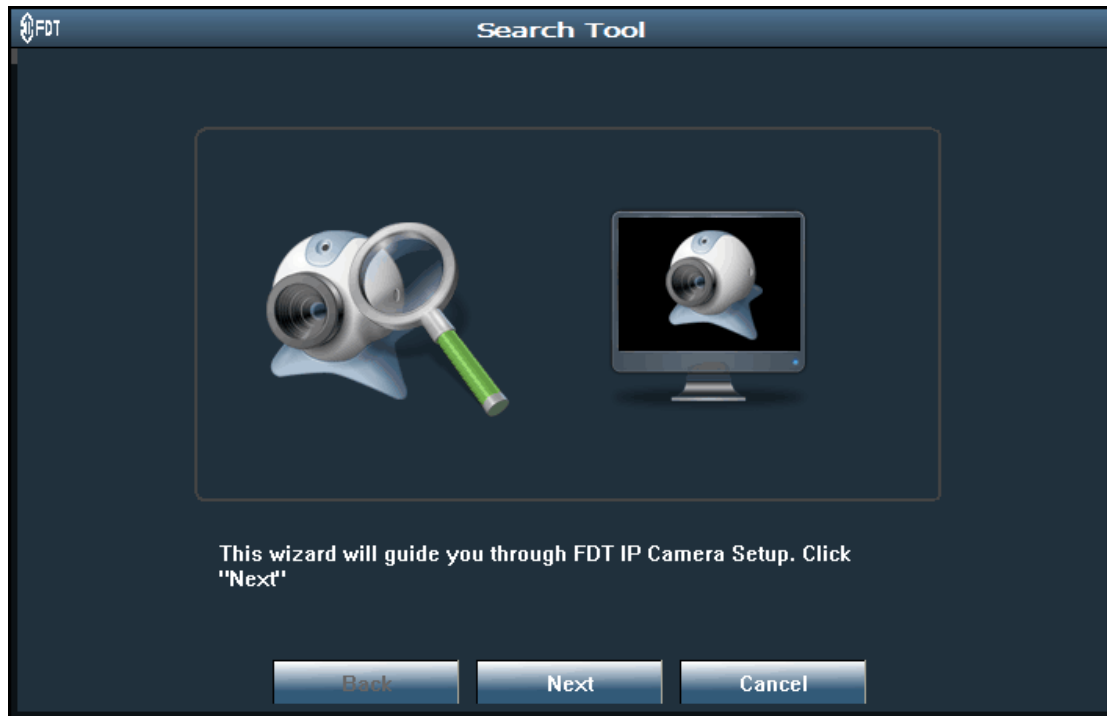 FDT
Search Tool
This wizard will guide you through FDT IP Camera Setup. Click
"Next"
Back
Next
Cancel